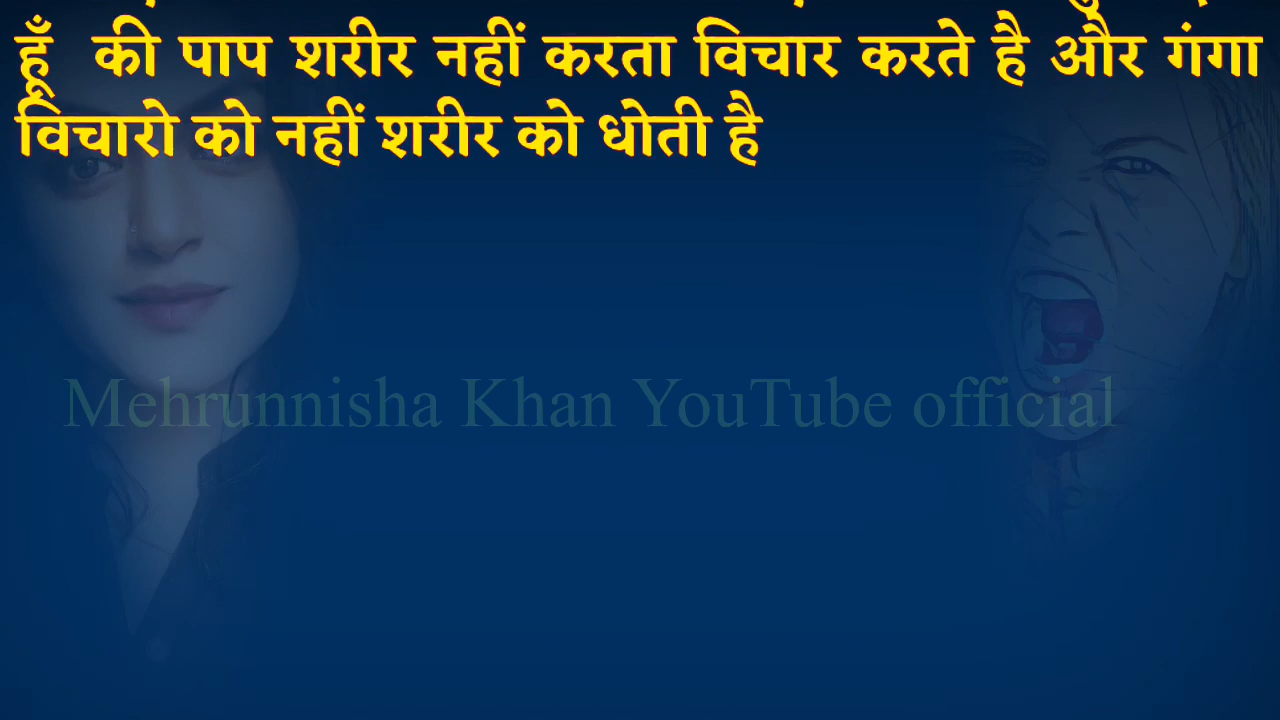 हूँ की पाप शरीर नहीं करता विचार करते है और गंगा
विचारो को नहीं शरीर को धोती है
Mehrunnisha Khan YouTube official